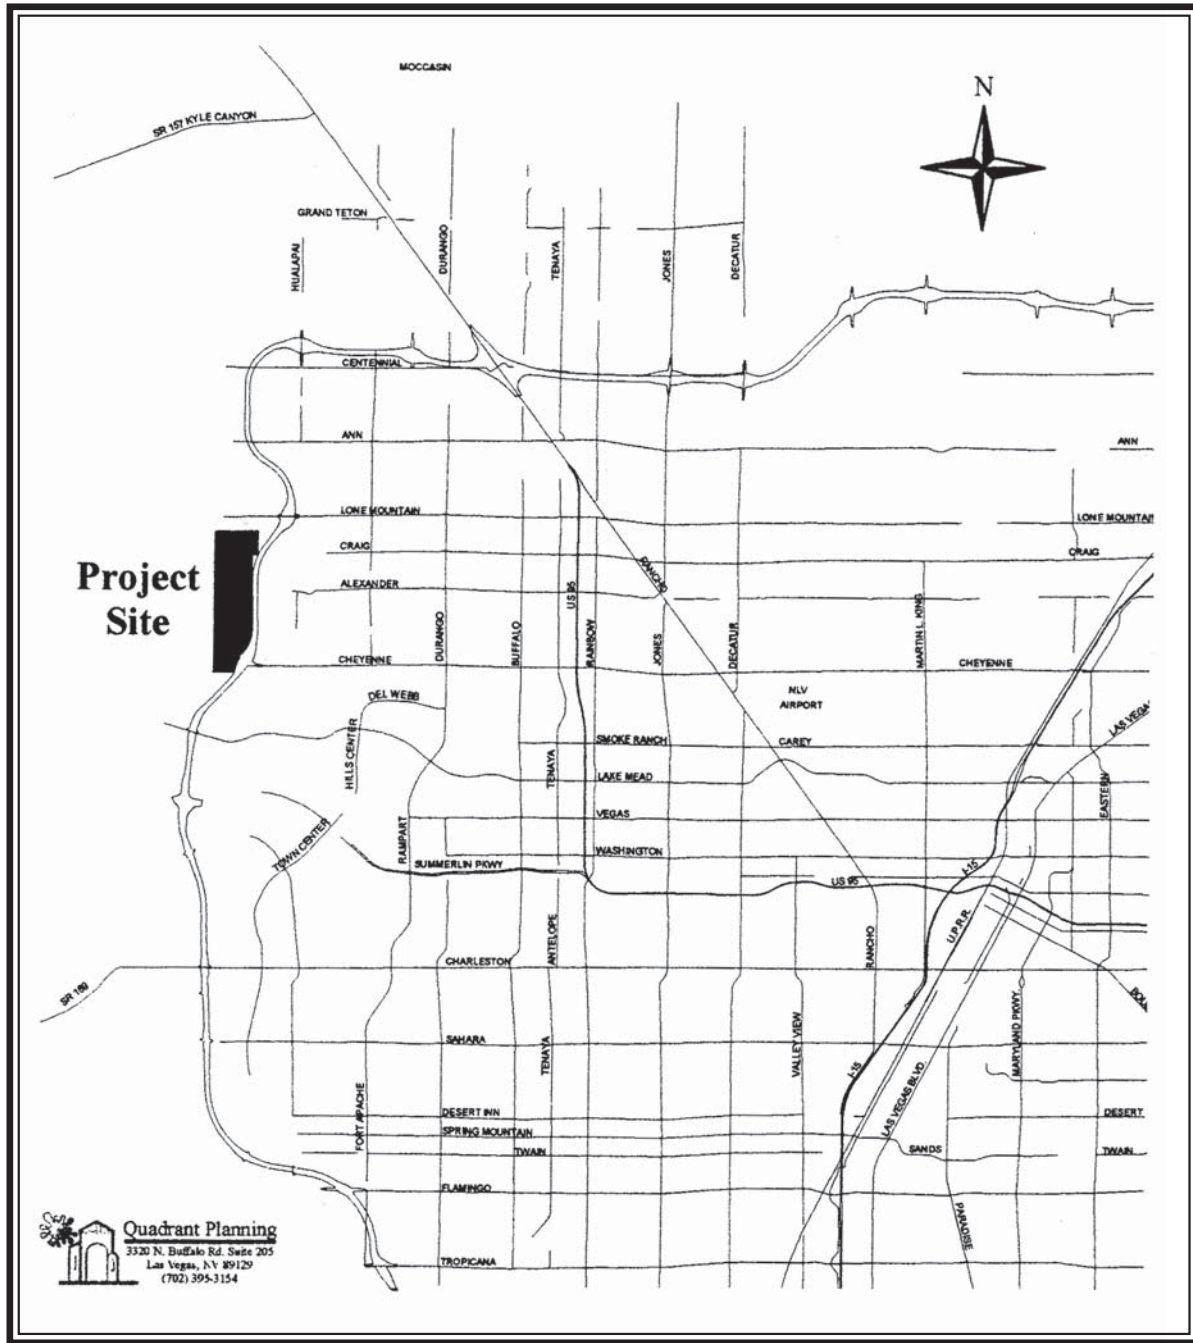 MOCCASIN
N
SR 157 KYLE CANYON
GRAND TETON
HUALAPAI
DURANGO
TENAYA
JONES
DECATUR
CENTENNIAL
ANN
ANN
LONE MOUNTAIN
LONE MOUNTAIN
CRAIG
CRAIG
Project
Site
ALEXANDER
US 95
RANCHO
DURANGO
BUFFALO
RAINBOW
JONES
DECATUR
MARTIN L. KING
CHEYENNE
CHEYENNE
DEL WEBB
NLV
AIRPORT
HILLS CENTER
LAS VEGA
SMOKE RANCH
CAREY
TENAYA
LAKE MEAD
EASTERN
VEGAS
TOWN CENTER
RAMPART
WASHINGTON
SUMMERLIN PKWY
US 95
I-15
U.P.R.R.
ANTELOPE
RANCHO
CHARLESTON
SR 169
BOU
SAHARA
TENAYA
VALLEY VIEW
MARYLAND PKWY
I-15
LAS VEGAS BLVD.
FORT APACHE
DESERT INN
DESERT
SPRING MOUNTAIN
TWAIN
SANDS
TWAIN
FLAMINGO
PARADISE
TROPICANA
Quadrant Planning
3320 N. Buffalo Rd. Suite 205
Las Vegas, NV 89129
(702) 395-3154